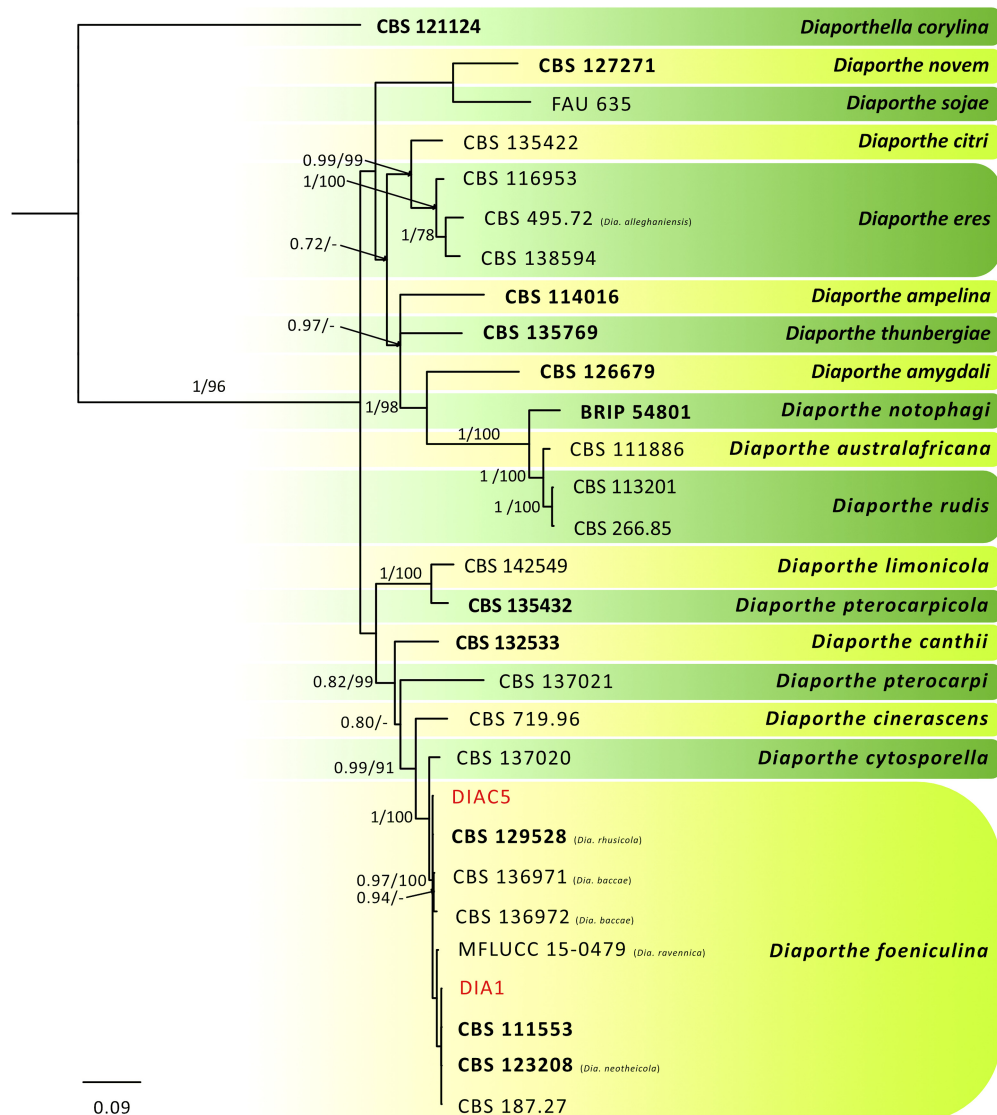 CBS 121124 Diaporthella corylina
CBS 127271 Diaporthe novem
FAU 635 Diaporthe sojae
CBS 135422 Diaporthe citri
0.99/99
1/100 CBS 116953
CBS 495.72 (Dia. alleghaniensis) Diaporthe eres
1/78
0.72/-
CBS 138594
CBS 114016 Diaporthe ampelina
0.97/- CBS 135769 Diaporthe thunbergiae
CBS 126679 Diaporthe amygdali
1/96
1/98 BRIP 54801 Diaporthe notophagi
1/100
CBS 111886 Diaporthe australafricana
1 /100
CBS 113201
1 /100 Diaporthe rudis
CBS 266.85
1/100 CBS 142549 Diaporthe limonicola
CBS 135432 Diaporthe pterocarpicola
CBS 132533 Diaporthe canthii
0.82/99 CBS 137021 Diaporthe pterocarpi
0.80/- CBS 719.96 Diaporthe cinerascens
0.99/91 CBS 137020 Diaporthe cytosporella
DIAC5
1/100
CBS 129528 (Dia. rhusicola)
0.97/100 CBS 136971 (Dia. baccae)
0.94/-
CBS 136972 (Dia. baccae)
MFLUCC 15-0479 (Dia. ravennica) Diaporthe foeniculina
DIA1
CBS 111553
CBS 123208 (Dia. neotheicola)
CBS 187.27
0.09